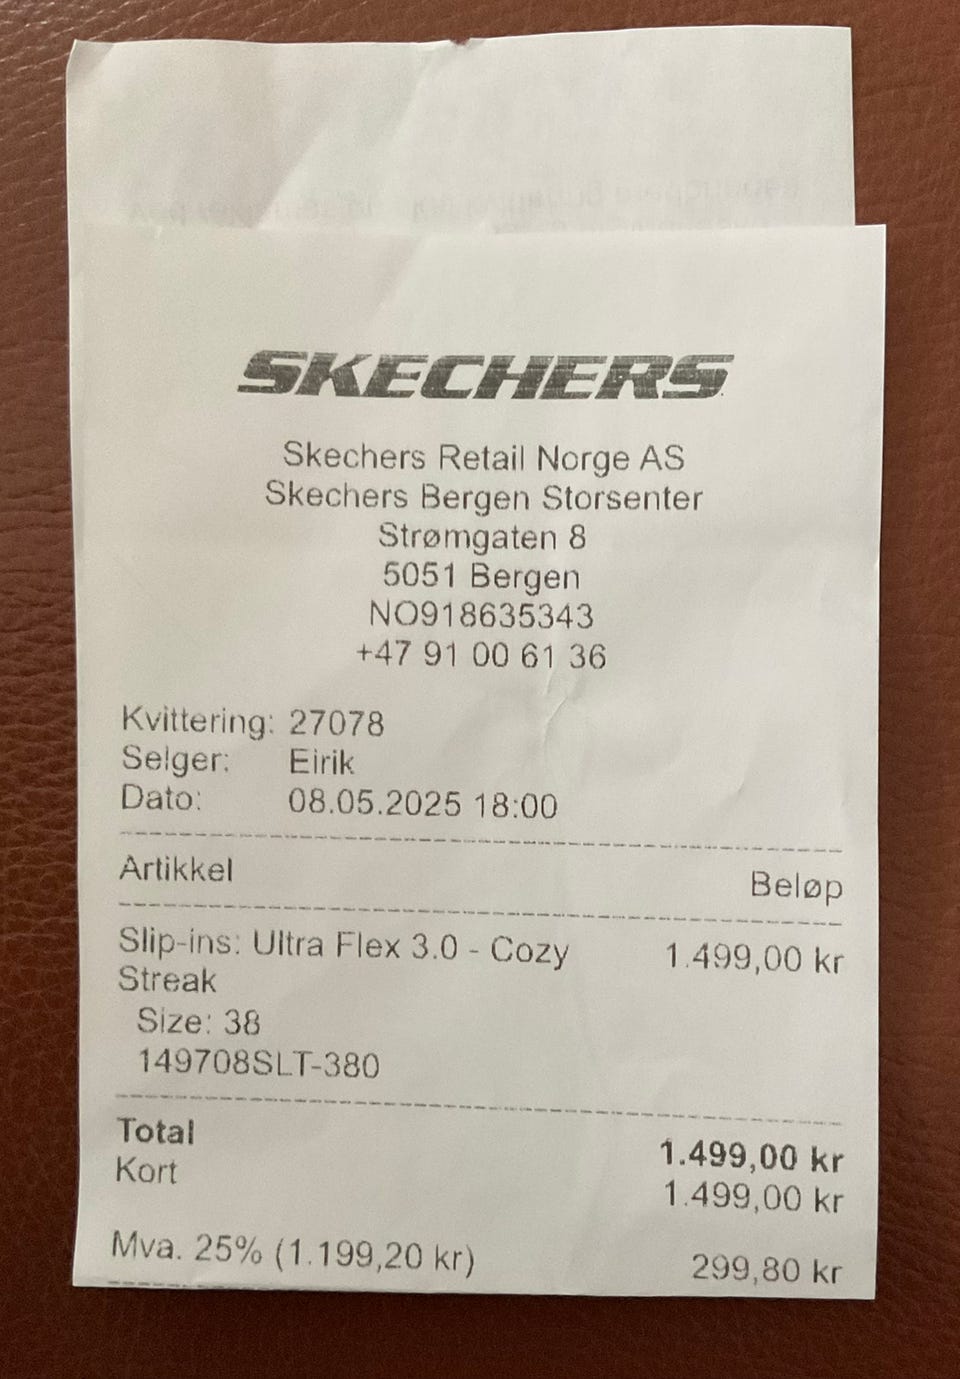 SKECHERS
Skechers Retail Norge AS
Skechers Bergen Storsenter
Strømgaten 8
5051 Bergen
NO918635343
+47 91 00 61 36
Kvittering: 27078
Selger: Eirik
Dato: 08.05.2025 18:00
Artikkel Beløp
Slip-ins: Ultra Flex 3.0 - Cozy 1.499,00 kr
Streak
Size: 38
149708SLT-380
Total 1.499,00 kr
Kort 1.499,00 kr
Mva. 25% (1.199,20 kr) 299,80 kr